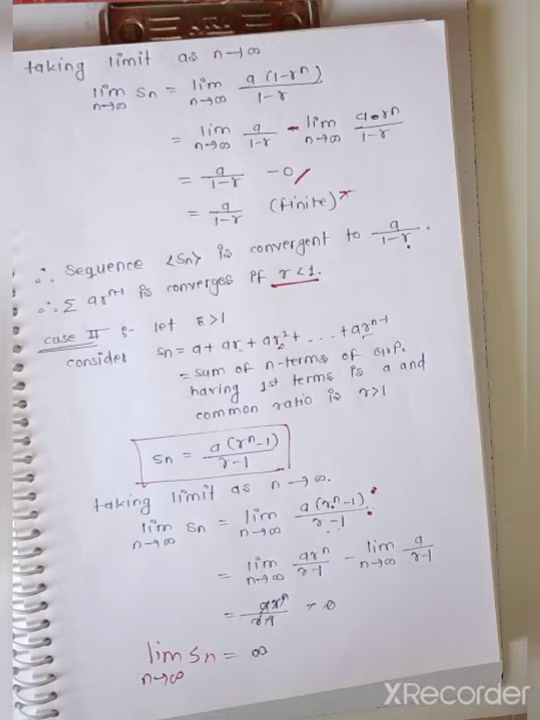 taking limit as n→∞
lim n→∞ Sn = lim n→∞ a(1-rⁿ)/1-r
= lim n→∞ a/1-r - lim n→∞ a·rⁿ/1-r
= a/1-r - 0
= a/1-r (finite)
∴ Sequence <Sn> is convergent to a/1-r.
∴ Σ arⁿ⁻¹ is converges if r<1.
case II :- let ε>1
consider Sn = a + ar + ar² + ... + arⁿ⁻¹
= sum of n-terms of G.P.
having 1st terms is a and
common ratio is r>1
Sn = a(rⁿ-1)/r-1
taking limit as n→∞.
lim n→∞ Sn = lim n→∞ a(rⁿ-1)/r-1
= lim n→∞ arⁿ/r-1 - lim n→∞ a/r-1
lim n→∞ Sn = ∞
XRecorder